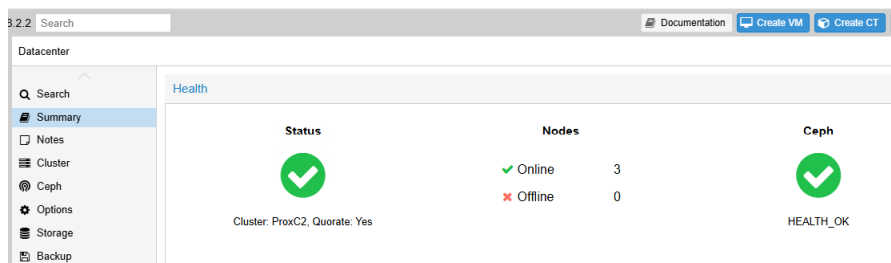 8.2.2 Search Documentation Create VM Create CT
Datacenter
Search
Summary
Notes
Cluster
Ceph
Options
Storage
Backup
Health
Status
Cluster: ProxC2, Quorate: Yes
Nodes
Online 3
Offline 0
Ceph
HEALTH_OK